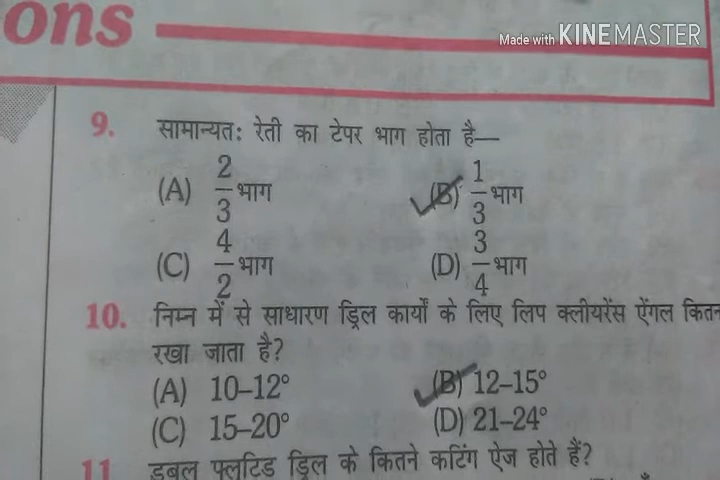 ons
Made with KINEMASTER
9. सामान्यतः रेती का टेपर भाग होता है—
(A) 2/3 भाग (B) 1/3 भाग
(C) 4/2 भाग (D) 3/4 भाग
10. निम्न में से साधारण ड्रिल कार्यों के लिए लिप क्लीयरेंस ऐंगल
रखा जाता है?
(A) 10–12° (B) 12–15°
(C) 15–20° (D) 21–24°
11 डबल फ्लूटिड ड्रिल के कितने कटिंग ऐज होते हैं?